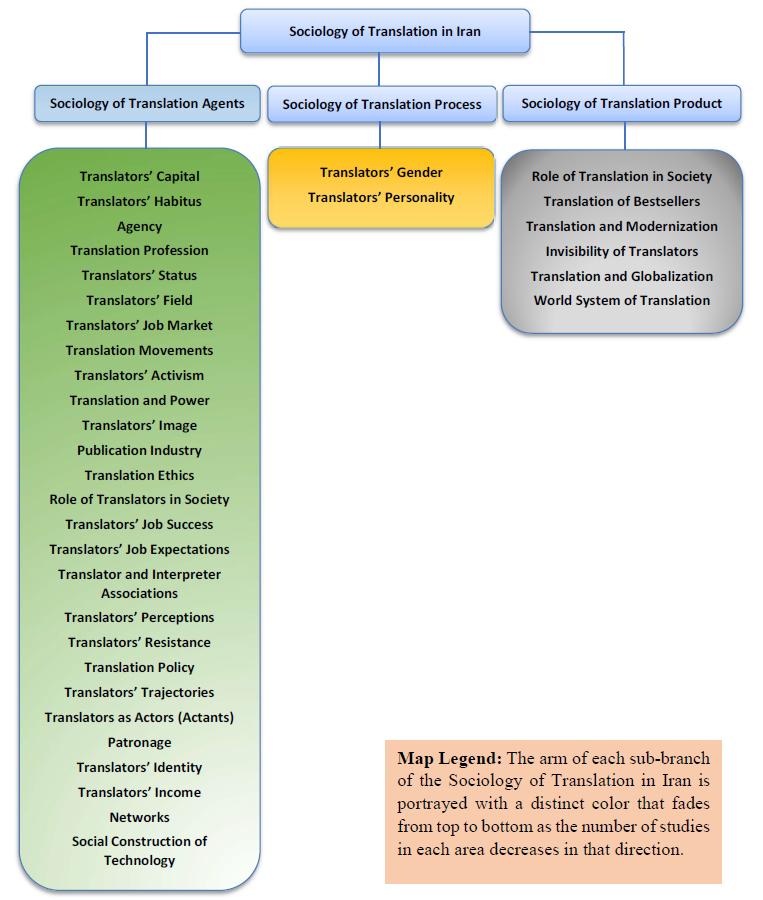 Sociology of Translation in Iran
Sociology of Translation Agents
Sociology of Translation Process
Sociology of Translation Product
Translators’ Capital
Translators’ Habitus
Agency
Translation Profession
Translators’ Status
Translators’ Field
Translators’ Job Market
Translation Movements
Translators’ Activism
Translation and Power
Translators’ Image
Publication Industry
Translation Ethics
Role of Translators in Society
Translators’ Job Success
Translators’ Job Expectations
Translator and Interpreter
Associations
Translators’ Perceptions
Translators’ Resistance
Translation Policy
Translators’ Trajectories
Translators as Actors (Actants)
Patronage
Translators’ Identity
Translators’ Income
Networks
Social Construction of
Technology
Translators’ Gender
Translators’ Personality
Role of Translation in Society
Translation of Bestsellers
Translation and Modernization
Invisibility of Translators
Translation and Globalization
World System of Translation
Map Legend: The arm of each sub-branch
of the Sociology of Translation in Iran is
portrayed with a distinct color that fades
from top to bottom as the number of studies
in each area decreases in that direction.